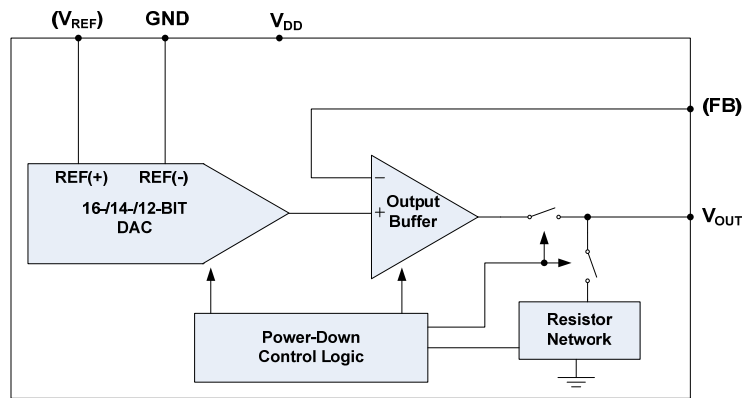 (VREF) GND VDD
(FB)
REF(+) REF(-)
16-/14-/12-BIT
DAC
−
+
Output
Buffer
VOUT
Power-Down
Control Logic
Resistor
Network